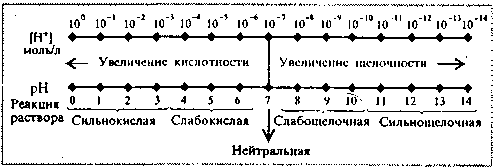 10⁰ 10⁻¹ 10⁻² 10⁻³ 10⁻⁴ 10⁻⁵ 10⁻⁶ 10⁻⁷ 10⁻⁸ 10⁻⁹ 10⁻¹⁰ 10⁻¹¹ 10⁻¹² 10⁻¹³ 10⁻¹⁴
[H⁺]
моль/л
← Увеличение кислотности Увеличение щелочности →
pH
Реакция 0 1 2 3 4 5 6 7 8 9 10 11 12 13 14
раствора Сильнокислая Слабокислая Слабощелочная Сильнощелочная
Нейтральная